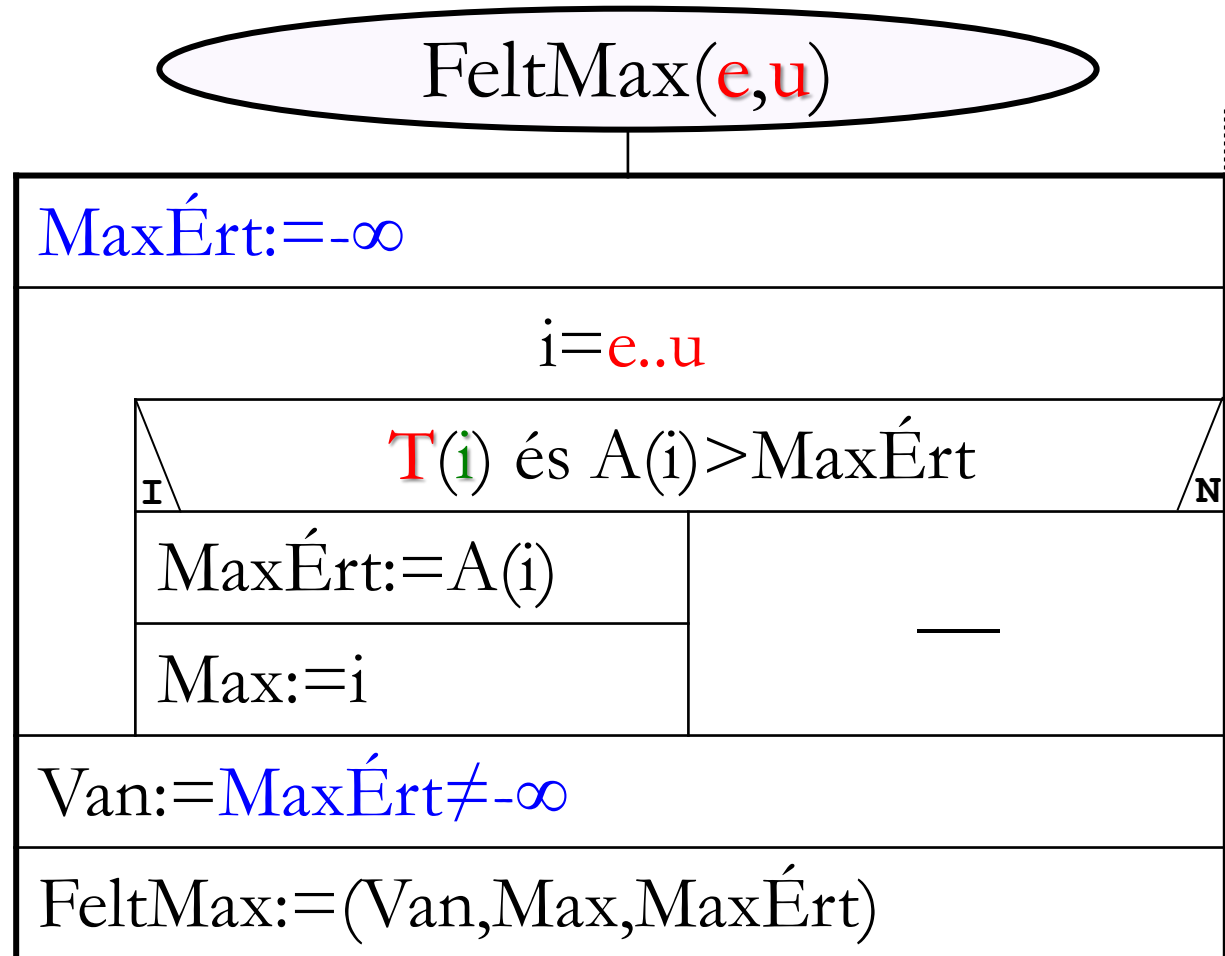 FeltMax(e,u)
MaxÉrt:=-∞
i=e..u
T(i) és A(i)>MaxÉrt
I
N
MaxÉrt:=A(i)
—
Max:=i
Van:=MaxÉrt≠-∞
FeltMax:=(Van,Max,MaxÉrt)